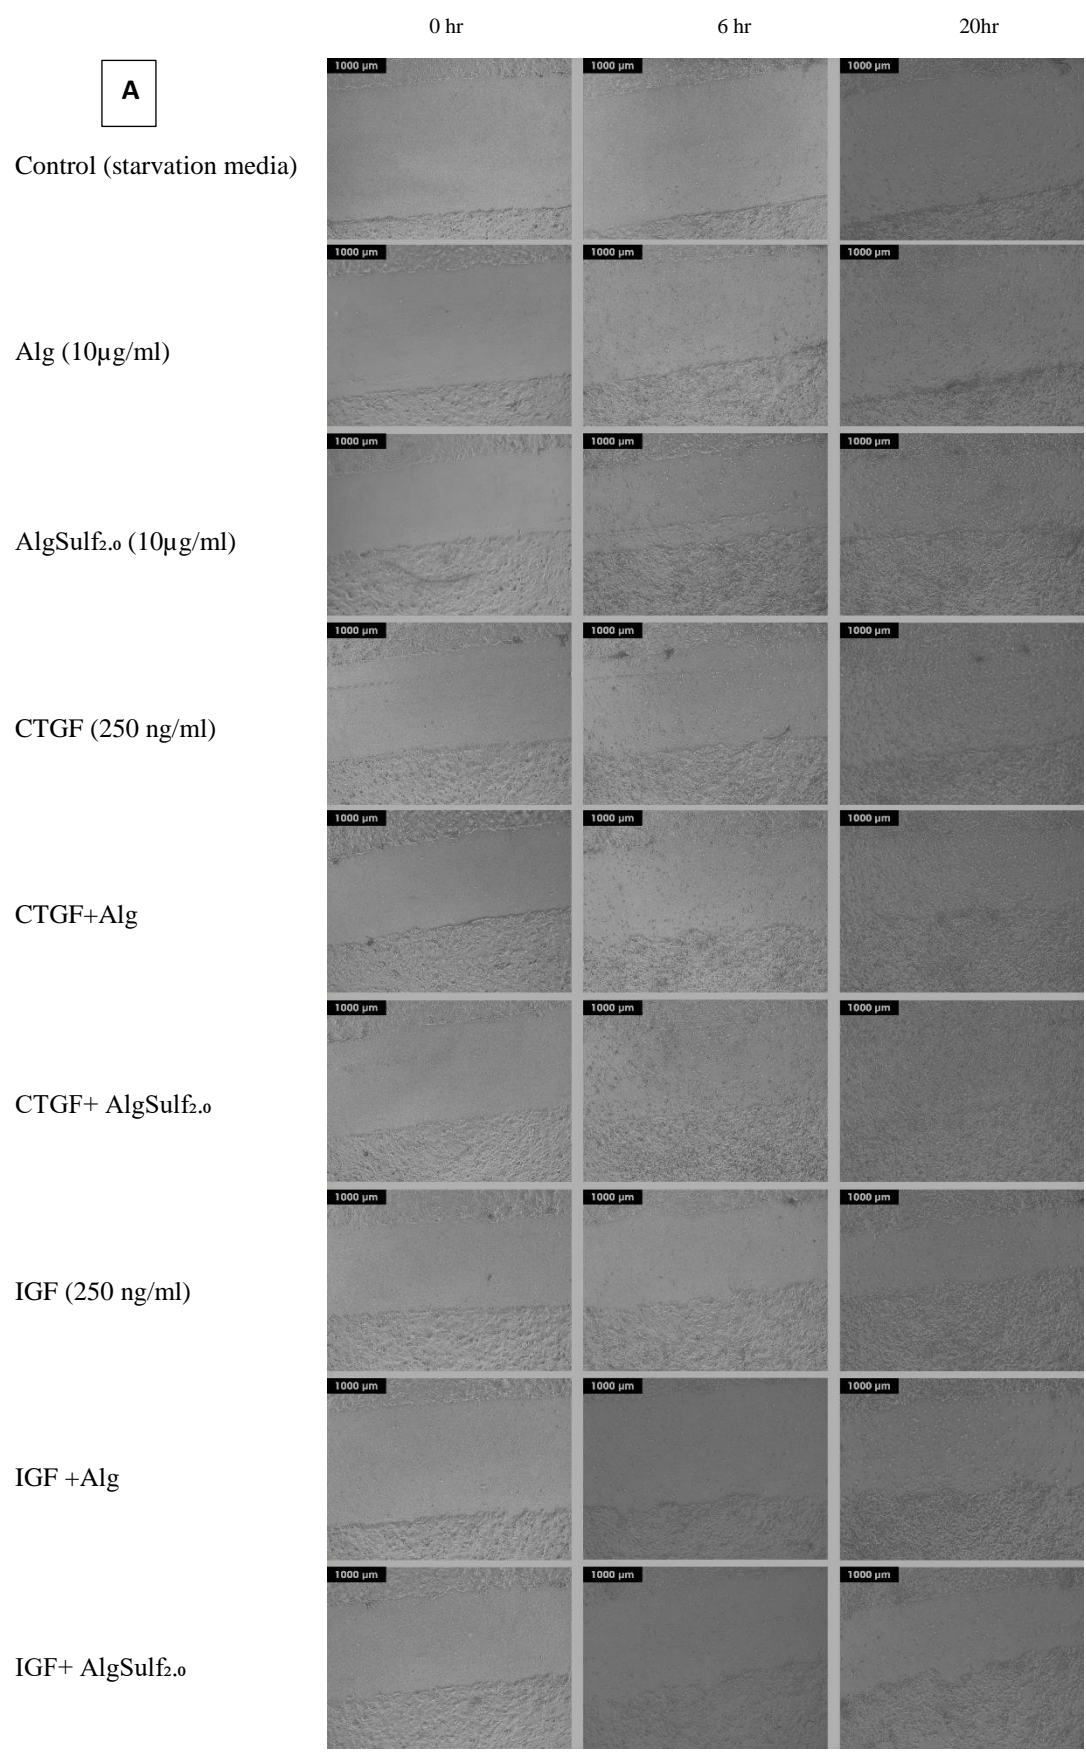 0 hr 6 hr 20hr
A
1000 µm 1000 µm 1000 µm
Control (starvation media)
1000 µm 1000 µm 1000 µm
Alg (10µg/ml)
1000 µm 1000 µm 1000 µm
AlgSulf₂.₀ (10µg/ml)
1000 µm 1000 µm 1000 µm
CTGF (250 ng/ml)
1000 µm 1000 µm 1000 µm
CTGF+Alg
1000 µm 1000 µm 1000 µm
CTGF+ AlgSulf₂.₀
1000 µm 1000 µm 1000 µm
IGF (250 ng/ml)
1000 µm 1000 µm 1000 µm
IGF +Alg
1000 µm 1000 µm 1000 µm
IGF+ AlgSulf₂.₀